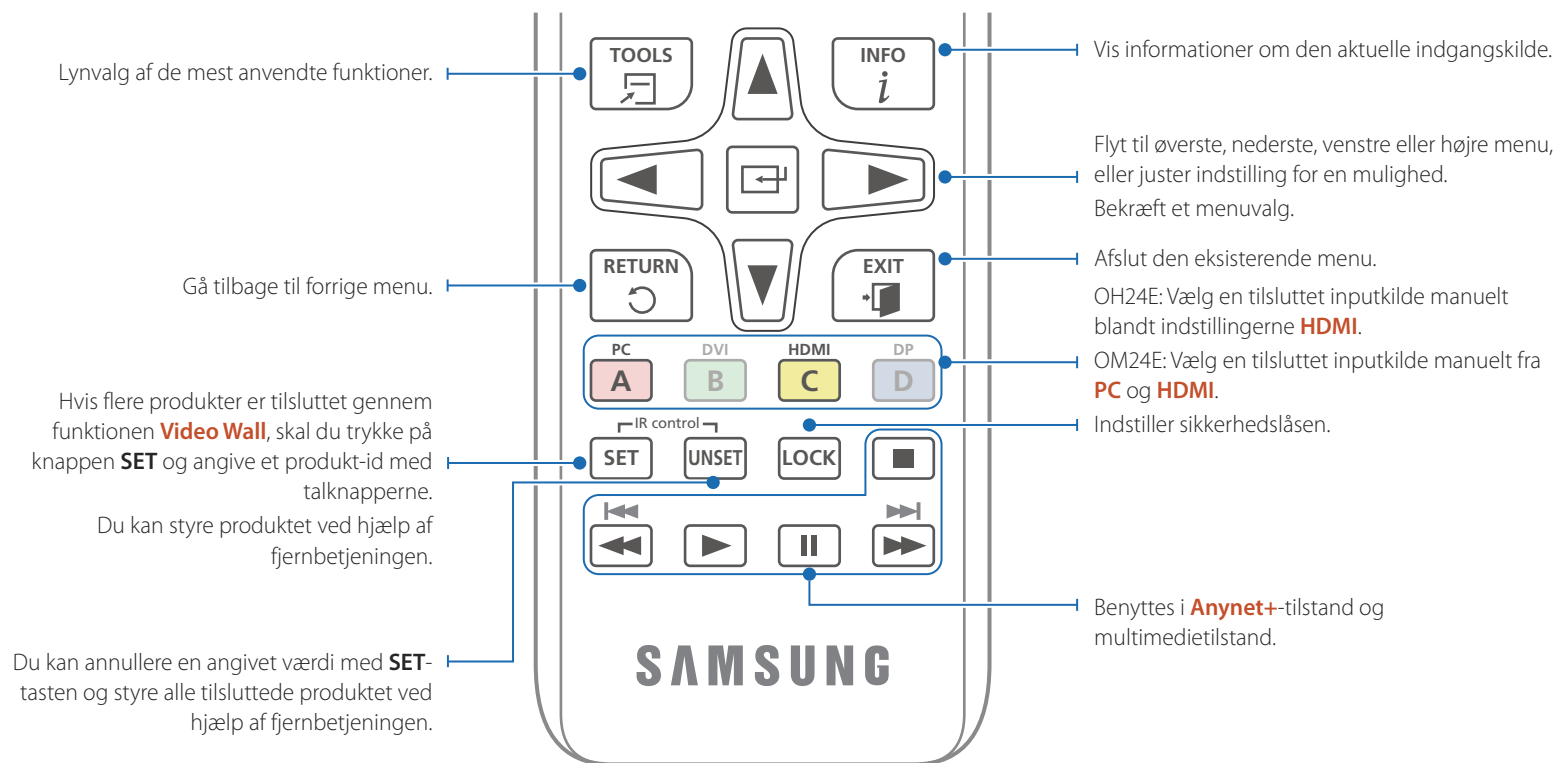 Lynvalg af de mest anvendte funktioner.
TOOLS
INFO
i
Vis informationer om den aktuelle indgangskilde.
Flyt til øverste, nederste, venstre eller højre menu,
eller juster indstilling for en mulighed.
Bekræft et menuvalg.
Gå tilbage til forrige menu.
RETURN
EXIT
Afslut den eksisterende menu.
OH24E: Vælg en tilsluttet inputkilde manuelt
blandt indstillingerne HDMI.
OM24E: Vælg en tilsluttet inputkilde manuelt fra
PC og HDMI.
PC DVI HDMI DP
A B C D
Hvis flere produkter er tilsluttet gennem
funktionen Video Wall, skal du trykke på
knappen SET og angive et produkt-id med
talknapperne.
Du kan styre produktet ved hjælp af
fjernbetjeningen.
IR control
SET UNSET LOCK
Indstiller sikkerhedslåsen.
Benyttes i Anynet+-tilstand og
multimedietilstand.
Du kan annullere en angivet værdi med SET-
tasten og styre alle tilsluttede produktet ved
hjælp af fjernbetjeningen.
SAMSUNG